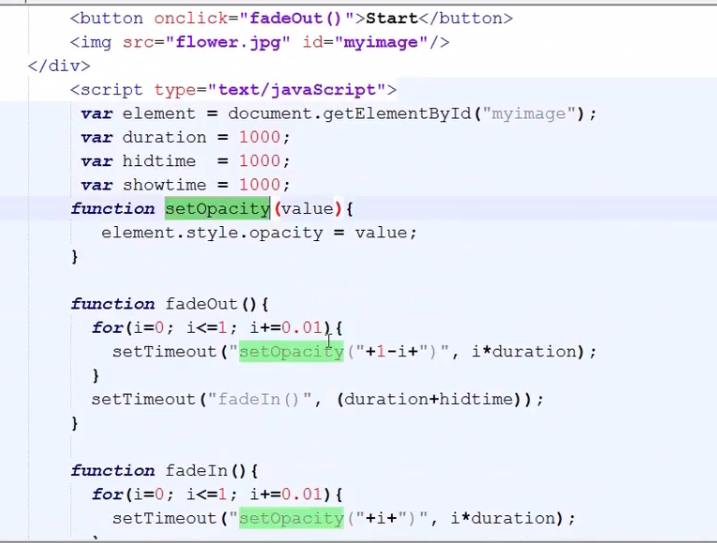 <button onclick="fadeOut()">Start</button>
<img src="flower.jpg" id="myimage"/>
</div>
<script type="text/javaScript">
var element = document.getElementById("myimage");
var duration = 1000;
var hidtime  = 1000;
var showtime = 1000;
function setOpacity(value){
element.style.opacity = value;
}
function fadeOut(){
for(i=0; i<=1; i+=0.01){
setTimeout("setOpacity("+1-i+")", i*duration);
}
setTimeout("fadeIn()", (duration+hidtime));
}
function fadeIn(){
for(i=0; i<=1; i+=0.01){
setTimeout("setOpacity("+i+")", i*duration);